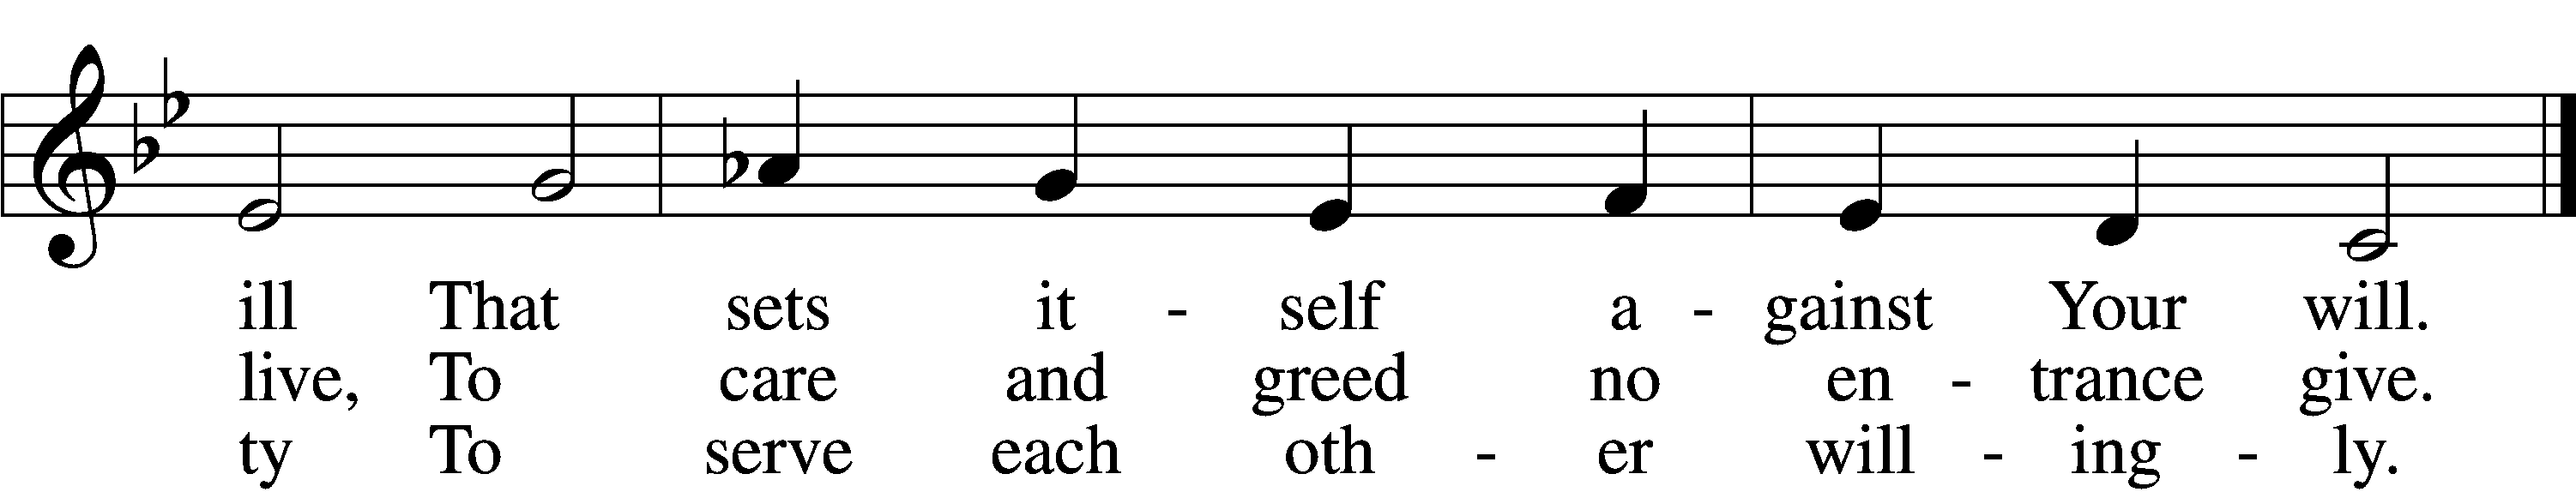 ill That sets it - self a - gainst Your will.
live, To care and greed no en - trance give.
ty To serve each oth - er will - ing - ly.